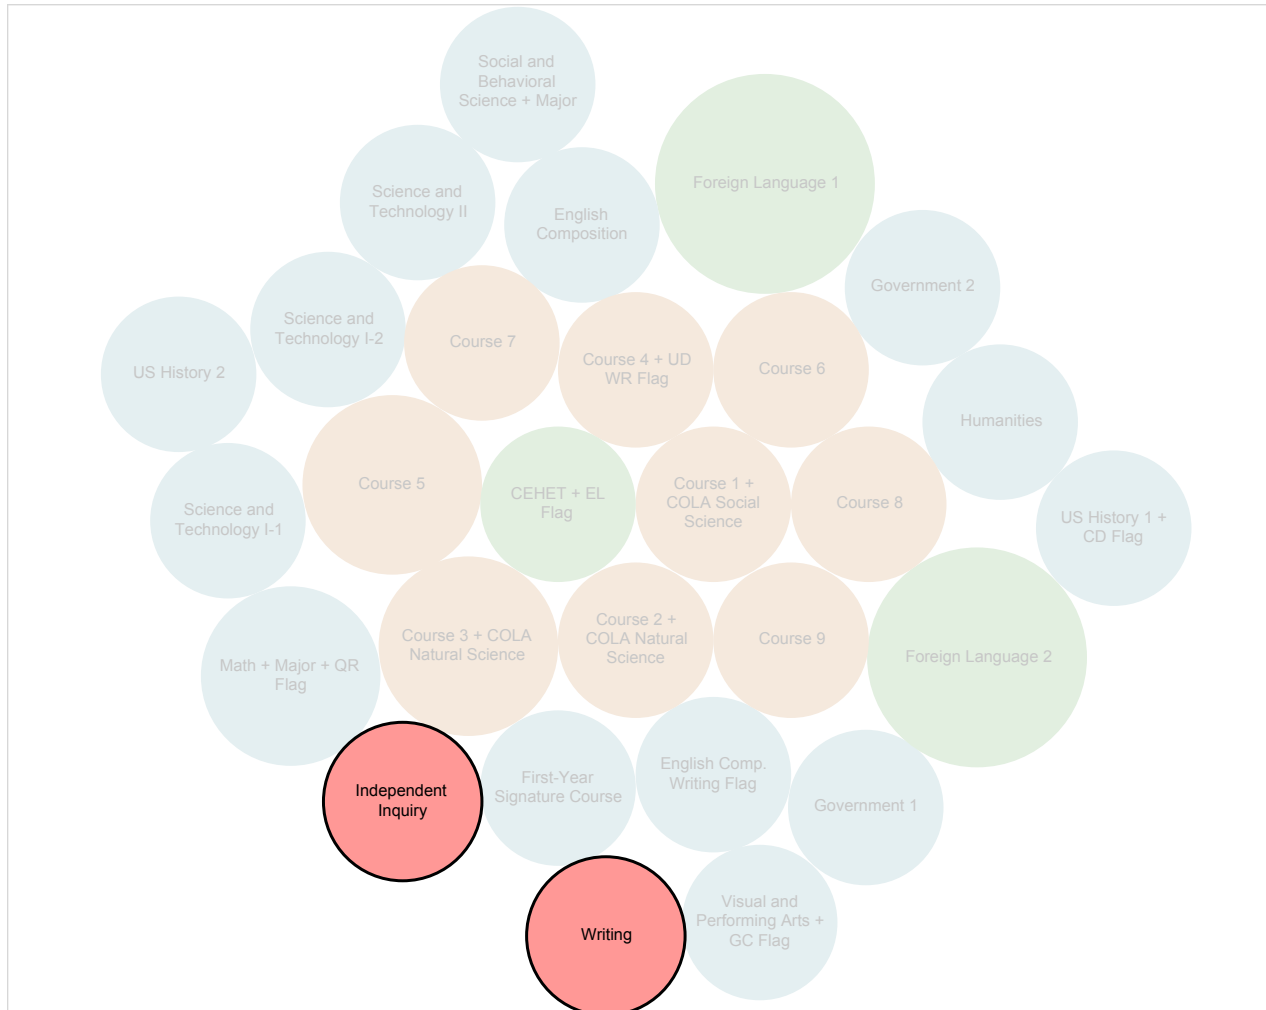 Social and
Behavioral
Science + Major
Foreign Language 1
Science and
Technology II
English
Composition
Government 2
Science and
Technology I-2
Course 7
US History 2
Course 4 + UD
WR Flag
Course 6
Humanities
Course 5
CEHET + EL
Flag
Course 1 +
COLA Social
Science
Course 8
Science and
Technology I-1
US History 1 +
CD Flag
Course 3 + COLA
Natural Science
Course 2 +
COLA Natural
Science
Course 9
Foreign Language 2
Math + Major + QR
Flag
Independent
Inquiry
First-Year
Signature Course
English Comp.
Writing Flag
Government 1
Writing
Visual and
Performing Arts +
GC Flag